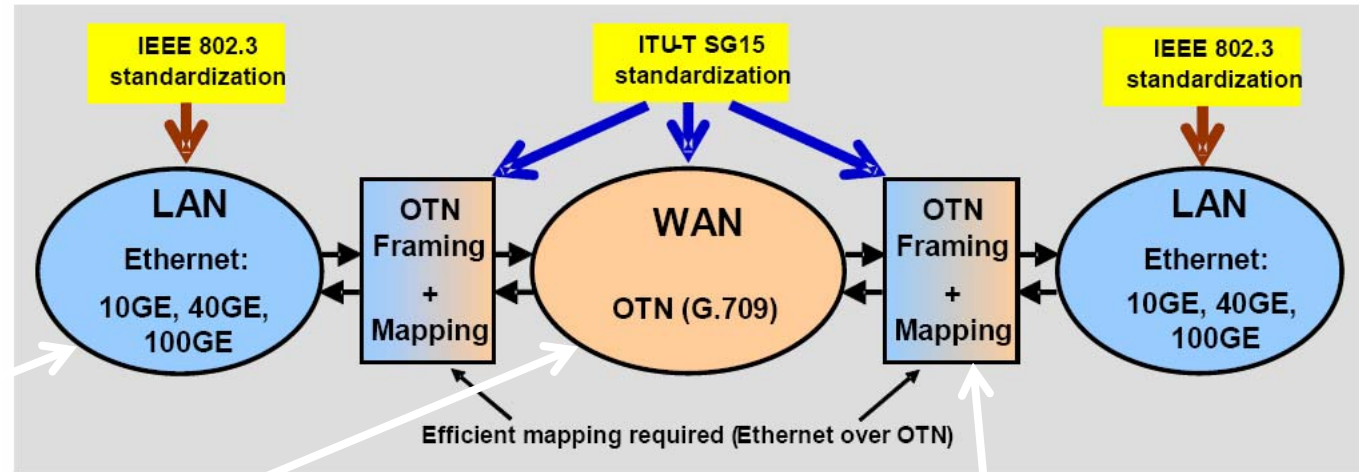 IEEE 802.3
standardization
ITU-T SG15
standardization
IEEE 802.3
standardization
LAN
Ethernet:
10GE, 40GE,
100GE
OTN
Framing
+
Mapping
WAN
OTN (G.709)
OTN
Framing
+
Mapping
LAN
Ethernet:
10GE, 40GE,
100GE
Efficient mapping required (Ethernet over OTN)